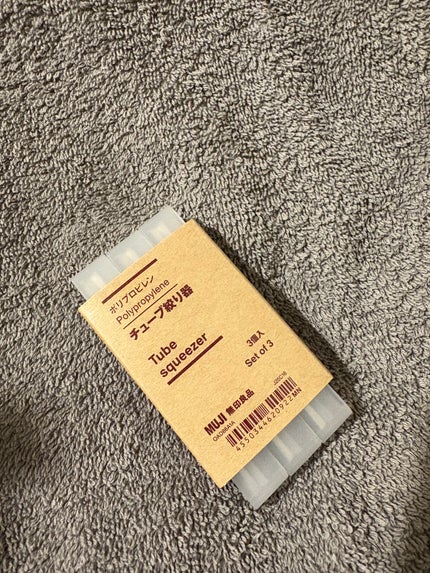 ポリプロピレン
Polypropylene
チューブ絞り器
Tube
squeezer
3個入
Set of 3
MUJI 無印良品
4550344620922MN